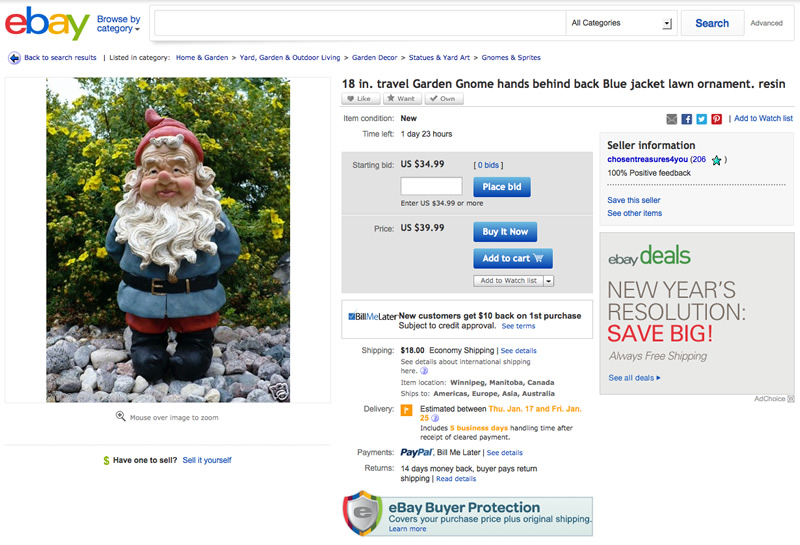 ebay
Browse by
category
All Categories
Search
Advanced
Back to search results | Listed in category: Home & Garden > Yard, Garden & Outdoor Living > Garden Decor > Statues & Yard Art > Gnomes & Sprites
18 in. travel Garden Gnome hands behind back Blue jacket lawn ornament. resin
Like
Want
Own
Item condition: New
Time left: 1 day 23 hours
| Add to Watch list
Starting bid: US $34.99 [ 0 bids ]
Place bid
Enter US $34.99 or more
Price: US $39.99
Buy It Now
Add to cart
Add to Watch list
BillMeLater New customers get $10 back on 1st purchase
Subject to credit approval. See terms
Shipping: $18.00 Economy Shipping | See details
See details about international shipping
here.
Item location: Winnipeg, Manitoba, Canada
Ships to: Americas, Europe, Asia, Australia
Delivery: Estimated between Thu. Jan. 17 and Fri. Jan.
25
Includes 5 business days handling time after
receipt of cleared payment.
Payments: PayPal, Bill Me Later | See details
Returns: 14 days money back, buyer pays return
shipping | Read details
e
eBay Buyer Protection
Covers your purchase price plus original shipping.
Learn more
Mouse over image to zoom
$ Have one to sell? Sell it yourself
Seller information
chosentreasures4you (206 )
100% Positive feedback
Save this seller
See other items
ebay deals
NEW YEAR'S
RESOLUTION:
SAVE BIG!
Always Free Shipping
See all deals
AdChoice